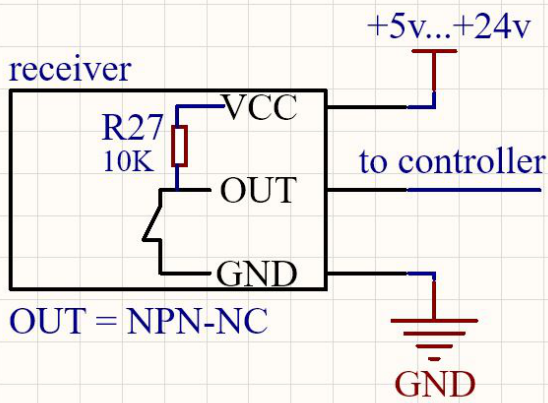 +5v...+24v
receiver
VCC
R27
10K
to controller
OUT
GND
OUT = NPN-NC
GND